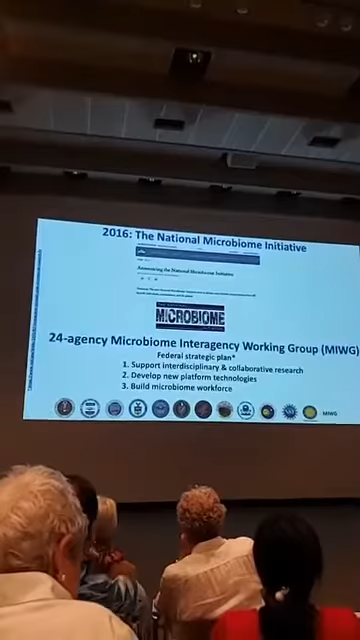 2016: The National Microbiome Initiative
Announcing the National Microbiome Initiative
MICROBIOME
24-agency Microbiome Interagency Working Group (MIWG)
Federal strategic plan*
1. Support interdisciplinary & collaborative research
2. Develop new platform technologies
3. Build microbiome workforce
MIWG